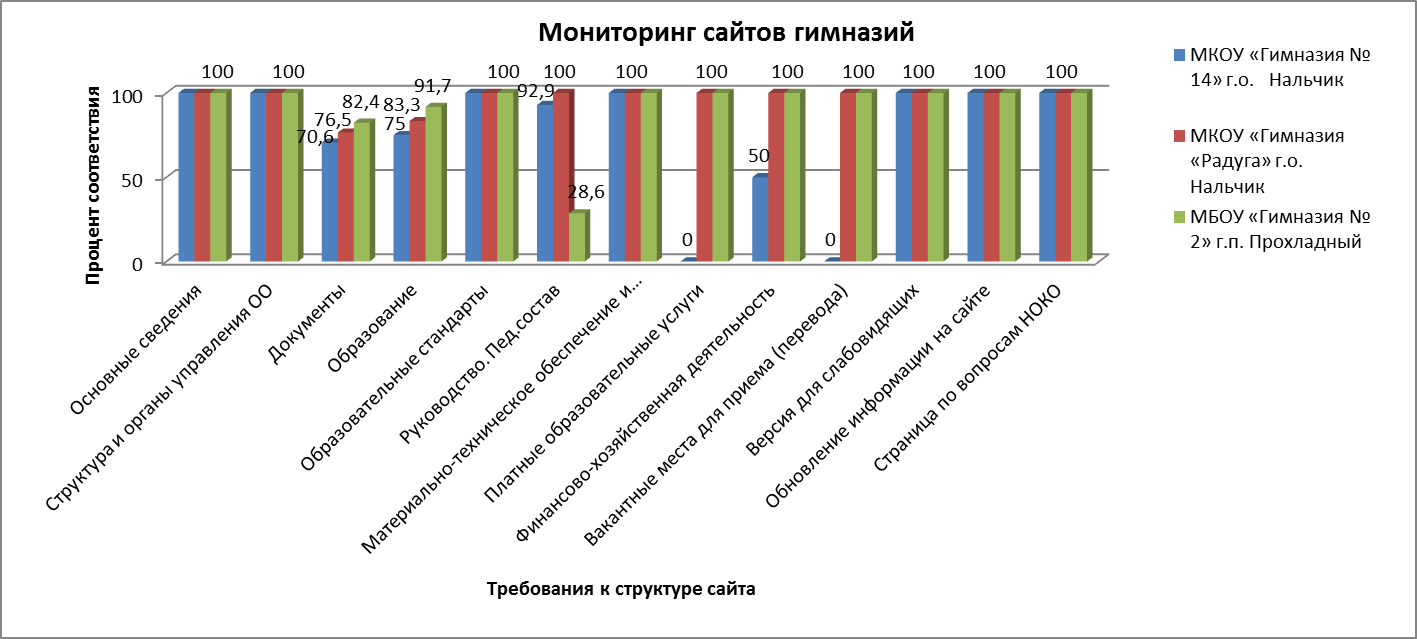 Мониторинг сайтов гимназий
Процент соответствия
100
50
0
100
100
70,6
76,5
82,4
75
83,3
91,7
100
92,9
100
28,6
100
0
100
50
100
0
100
100
100
100
Основные сведения
Структура и органы управления ОО
Документы
Образование
Образовательные стандарты
Руководство. Пед.состав
Материально-техническое обеспечение и...
Платные образовательные услуги
Финансово-хозяйственная деятельность
Вакантные места для приема (перевода)
Версия для слабовидящих
Обновление информации на сайте
Страница по вопросам НОКО
Требования к структуре сайта
МКОУ «Гимназия №
14» г.о. Нальчик
МКОУ «Гимназия
«Радуга» г.о.
Нальчик
МБОУ «Гимназия №
2» г.п. Прохладный